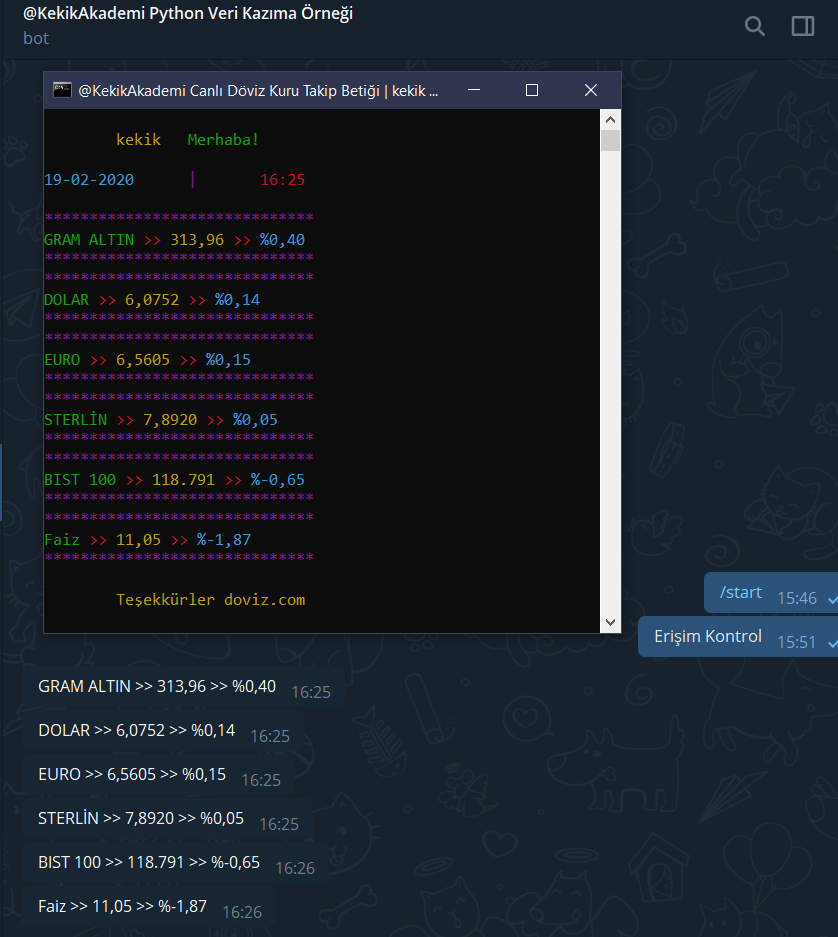 @KekikAkademi Python Veri Kazıma Örneği
bot
@KekikAkademi Canlı Döviz Kuru Takip Betiği | kekik ...
kekik Merhaba!
19-02-2020 | 16:25
******************************
GRAM ALTIN >> 313,96 >> %0,40
******************************
******************************
DOLAR >> 6,0752 >> %0,14
******************************
******************************
EURO >> 6,5605 >> %0,15
******************************
******************************
STERLİN >> 7,8920 >> %0,05
******************************
******************************
BIST 100 >> 118.791 >> %-0,65
******************************
******************************
Faiz >> 11,05 >> %-1,87
******************************
Teşekkürler doviz.com
/start 15:46
Erişim Kontrol 15:51
GRAM ALTIN >> 313,96 >> %0,40 16:25
DOLAR >> 6,0752 >> %0,14 16:25
EURO >> 6,5605 >> %0,15 16:25
STERLİN >> 7,8920 >> %0,05 16:25
BIST 100 >> 118.791 >> %-0,65 16:26
Faiz >> 11,05 >> %-1,87 16:26